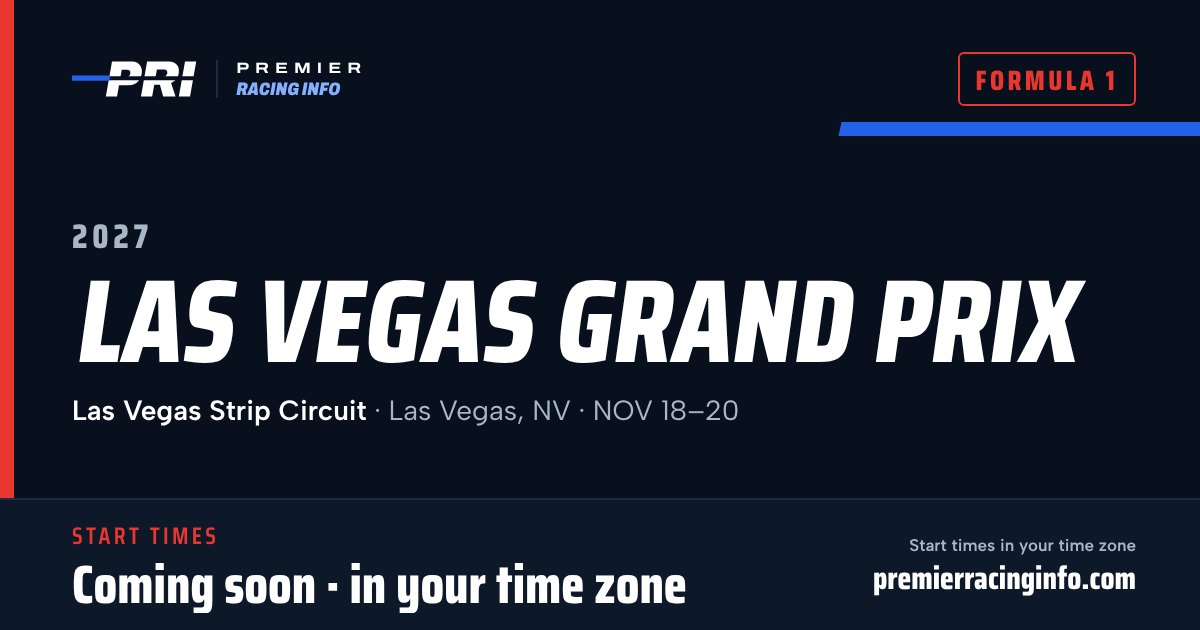 PRI
PREMIER
RACING INFO
FORMULA 1
2027
LAS VEGAS GRAND PRIX
Las Vegas Strip Circuit · Las Vegas, NV · NOV 18–20
START TIMES
Coming soon · in your time zone
Start times in your time zone
premierracinginfo.com